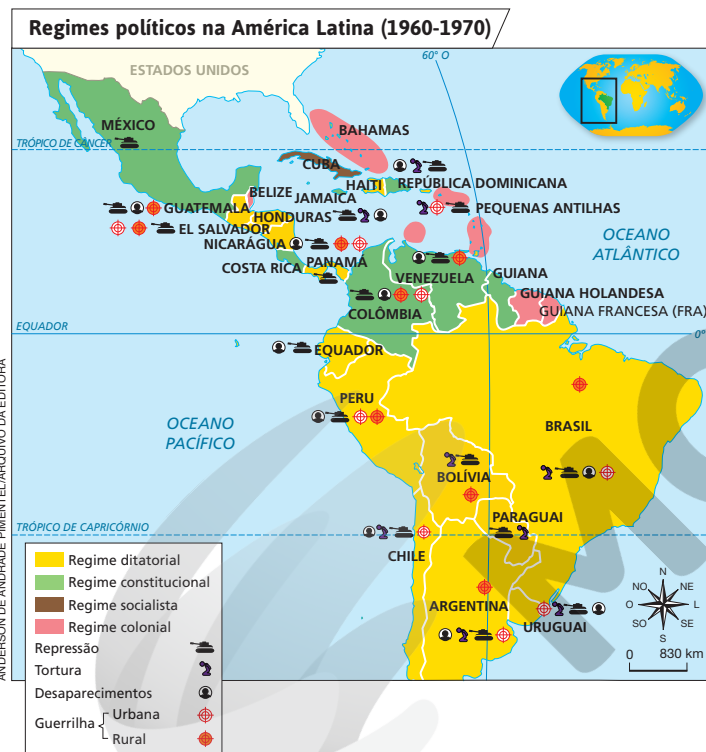 Regimes políticos na América Latina (1960-1970)
60° O
ESTADOS UNIDOS
MÉXICO
BAHAMAS
TRÓPICO DE CÂNCER
CUBA
HAITI
REPÚBLICA DOMINICANA
BELIZE
JAMAICA
GUATEMALA
HONDURAS
PEQUENAS ANTILHAS
EL SALVADOR
NICARÁGUA
OCEANO
ATLÂNTICO
COSTA RICA
PANAMÁ
VENEZUELA
GUIANA
GUIANA HOLANDESA
GUIANA FRANCESA (FRA)
COLÔMBIA
EQUADOR
0°
EQUADOR
PERU
OCEANO
PACÍFICO
BRASIL
BOLÍVIA
TRÓPICO DE CAPRICÓRNIO
PARAGUAI
CHILE
ARGENTINA
URUGUAI
Regime ditatorial
Regime constitucional
Regime socialista
Regime colonial
Repressão
Tortura
Desaparecimentos
Guerrilha
Urbana
Rural
N
NO
NE
O
L
SO
SE
S
0
830 km
ANDERSON DE ANDRADE PIMENTEL/ARQUIVO DA EDITORA